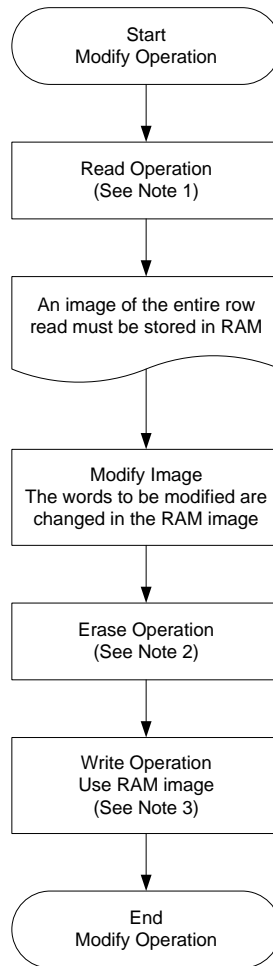 Start
Modify Operation
Read Operation
(See Note 1)
An image of the entire row
read must be stored in RAM
Modify Image
The words to be modified are
changed in the RAM image
Erase Operation
(See Note 2)
Write Operation
Use RAM image
(See Note 3)
End
Modify Operation